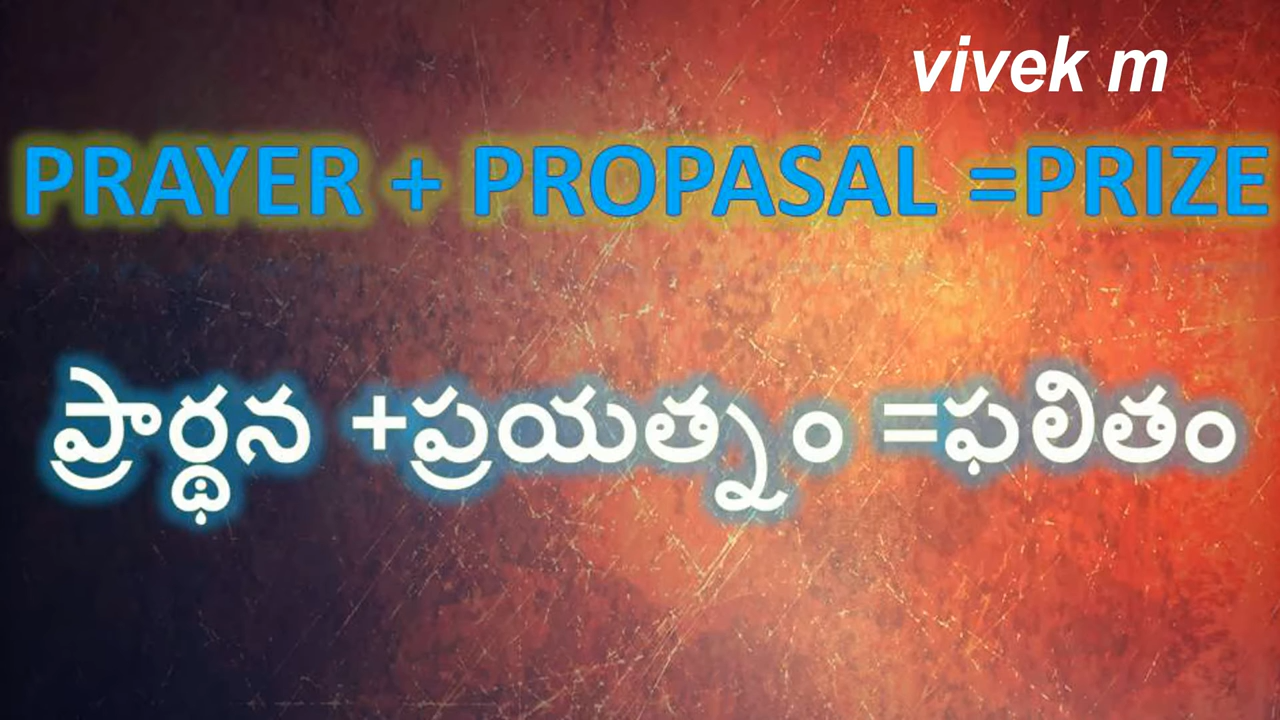 vivek m
PRAYER + PROPASAL =PRIZE
ప్రార్థన +ప్రయత్నం =ఫలితం